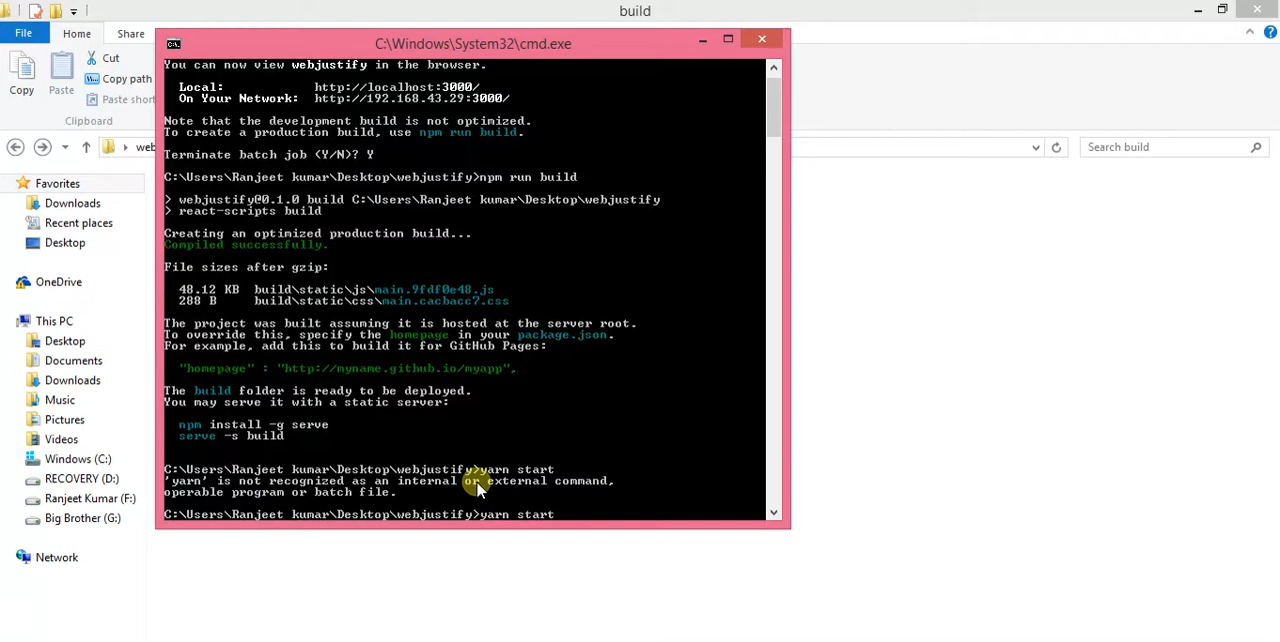 build
File
Home
Share
Cut
Copy path
Paste short
Copy
Paste
Clipboard
web
Search build
Favorites
Downloads
Recent places
Desktop
OneDrive
This PC
Desktop
Documents
Downloads
Music
Pictures
Videos
Windows (C:)
RECOVERY (D:)
Ranjeet Kumar (F:)
Big Brother (G:)
Network
C:\Windows\System32\cmd.exe
You can now view webjustify in the browser.
Local: http://localhost:3000/
On Your Network: http://192.168.43.29:3000/
Note that the development build is not optimized.
To create a production build, use npm run build.
Terminate batch job (Y/N)? Y
C:\Users\Ranjeet kumar\Desktop\webjustify>npm run build
> webjustify@0.1.0 build C:\Users\Ranjeet kumar\Desktop\webjustify
> react-scripts build
Creating an optimized production build...
Compiled successfully.
File sizes after gzip:
48.12 KB build\static\js\main.9fdf0e48.js
288 B build\static\css\main.cacbacc7.css
The project was built assuming it is hosted at the server root.
To override this, specify the homepage in your package.json.
For example, add this to build it for GitHub Pages:
"homepage" : "http://myname.github.io/myapp",
The build folder is ready to be deployed.
You may serve it with a static server:
npm install -g serve
serve -s build
C:\Users\Ranjeet kumar\Desktop\webjustify>yarn start
'yarn' is not recognized as an internal or external command,
operable program or batch file.
C:\Users\Ranjeet kumar\Desktop\webjustify>yarn start